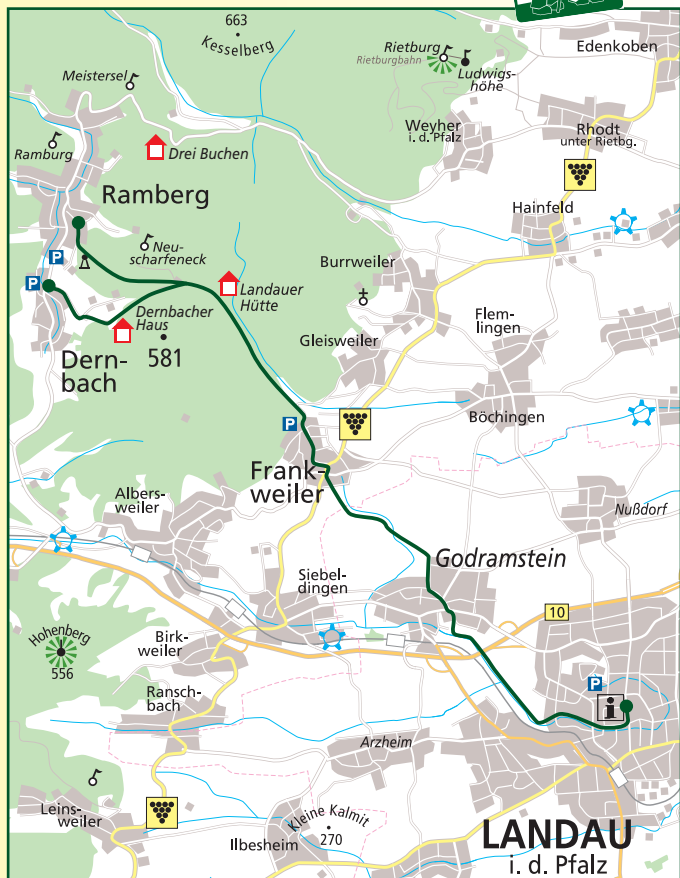 663
Kesselberg
Rietburg
Rietburgbahn
Ludwigs-
höhe
Edenkoben
Meistersel
Weyher
i. d. Pfalz
Rhodt
unter Rietbg.
Ramburg
Drei Buchen
Ramberg
Hainfeld
Neu-
scharfeneck
P
P
Burrweiler
Landauer
Hütte
Dernbacher
Haus
Flem-
lingen
Gleisweiler
Dern-
bach
581
Böchingen
P
Frank-
weiler
Albers-
weiler
Nußdorf
Godramstein
Siebel-
dingen
10
Hohenberg
556
Birk-
weiler
P
Ransch-
bach
i
Arzheim
Leins-
weiler
Kleine Kalmit
270
Ilbesheim
LANDAU
i. d. Pfalz